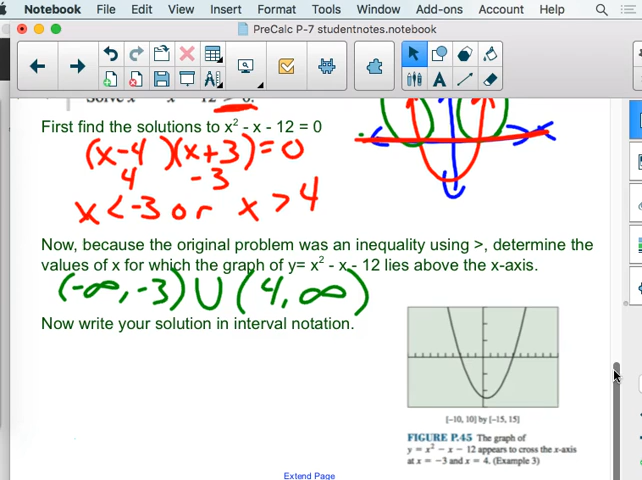 Notebook File Edit View Insert Format Tools Window Account Help
PreCalc P-7 studentnotes.notebook
First find the solutions to x² - x - 12 = 0
(x-4)(x+3)=0
4 -3
x < -3 or x > 4
Now, because the original problem was an inequality using >, determine the
values of x for which the graph of y= x² - x - 12 lies above the x-axis.
(-∞, -3) ∪ (4, ∞)
Now write your solution in interval notation.
[−10, 10] by [−15, 15]
FIGURE P.45 The graph of
y = x² − x − 12 appears to cross the x-axis
at x = −3 and x = 4. (Example 3)
Extend Page